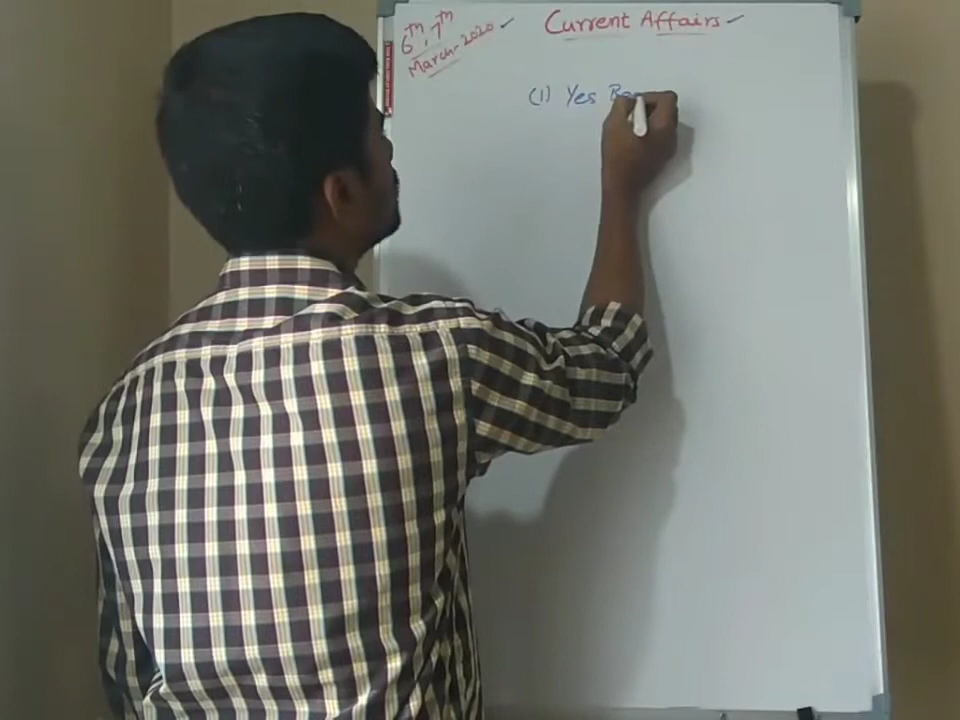 6th, 7th
March-2020
Current Affairs
(1) Yes